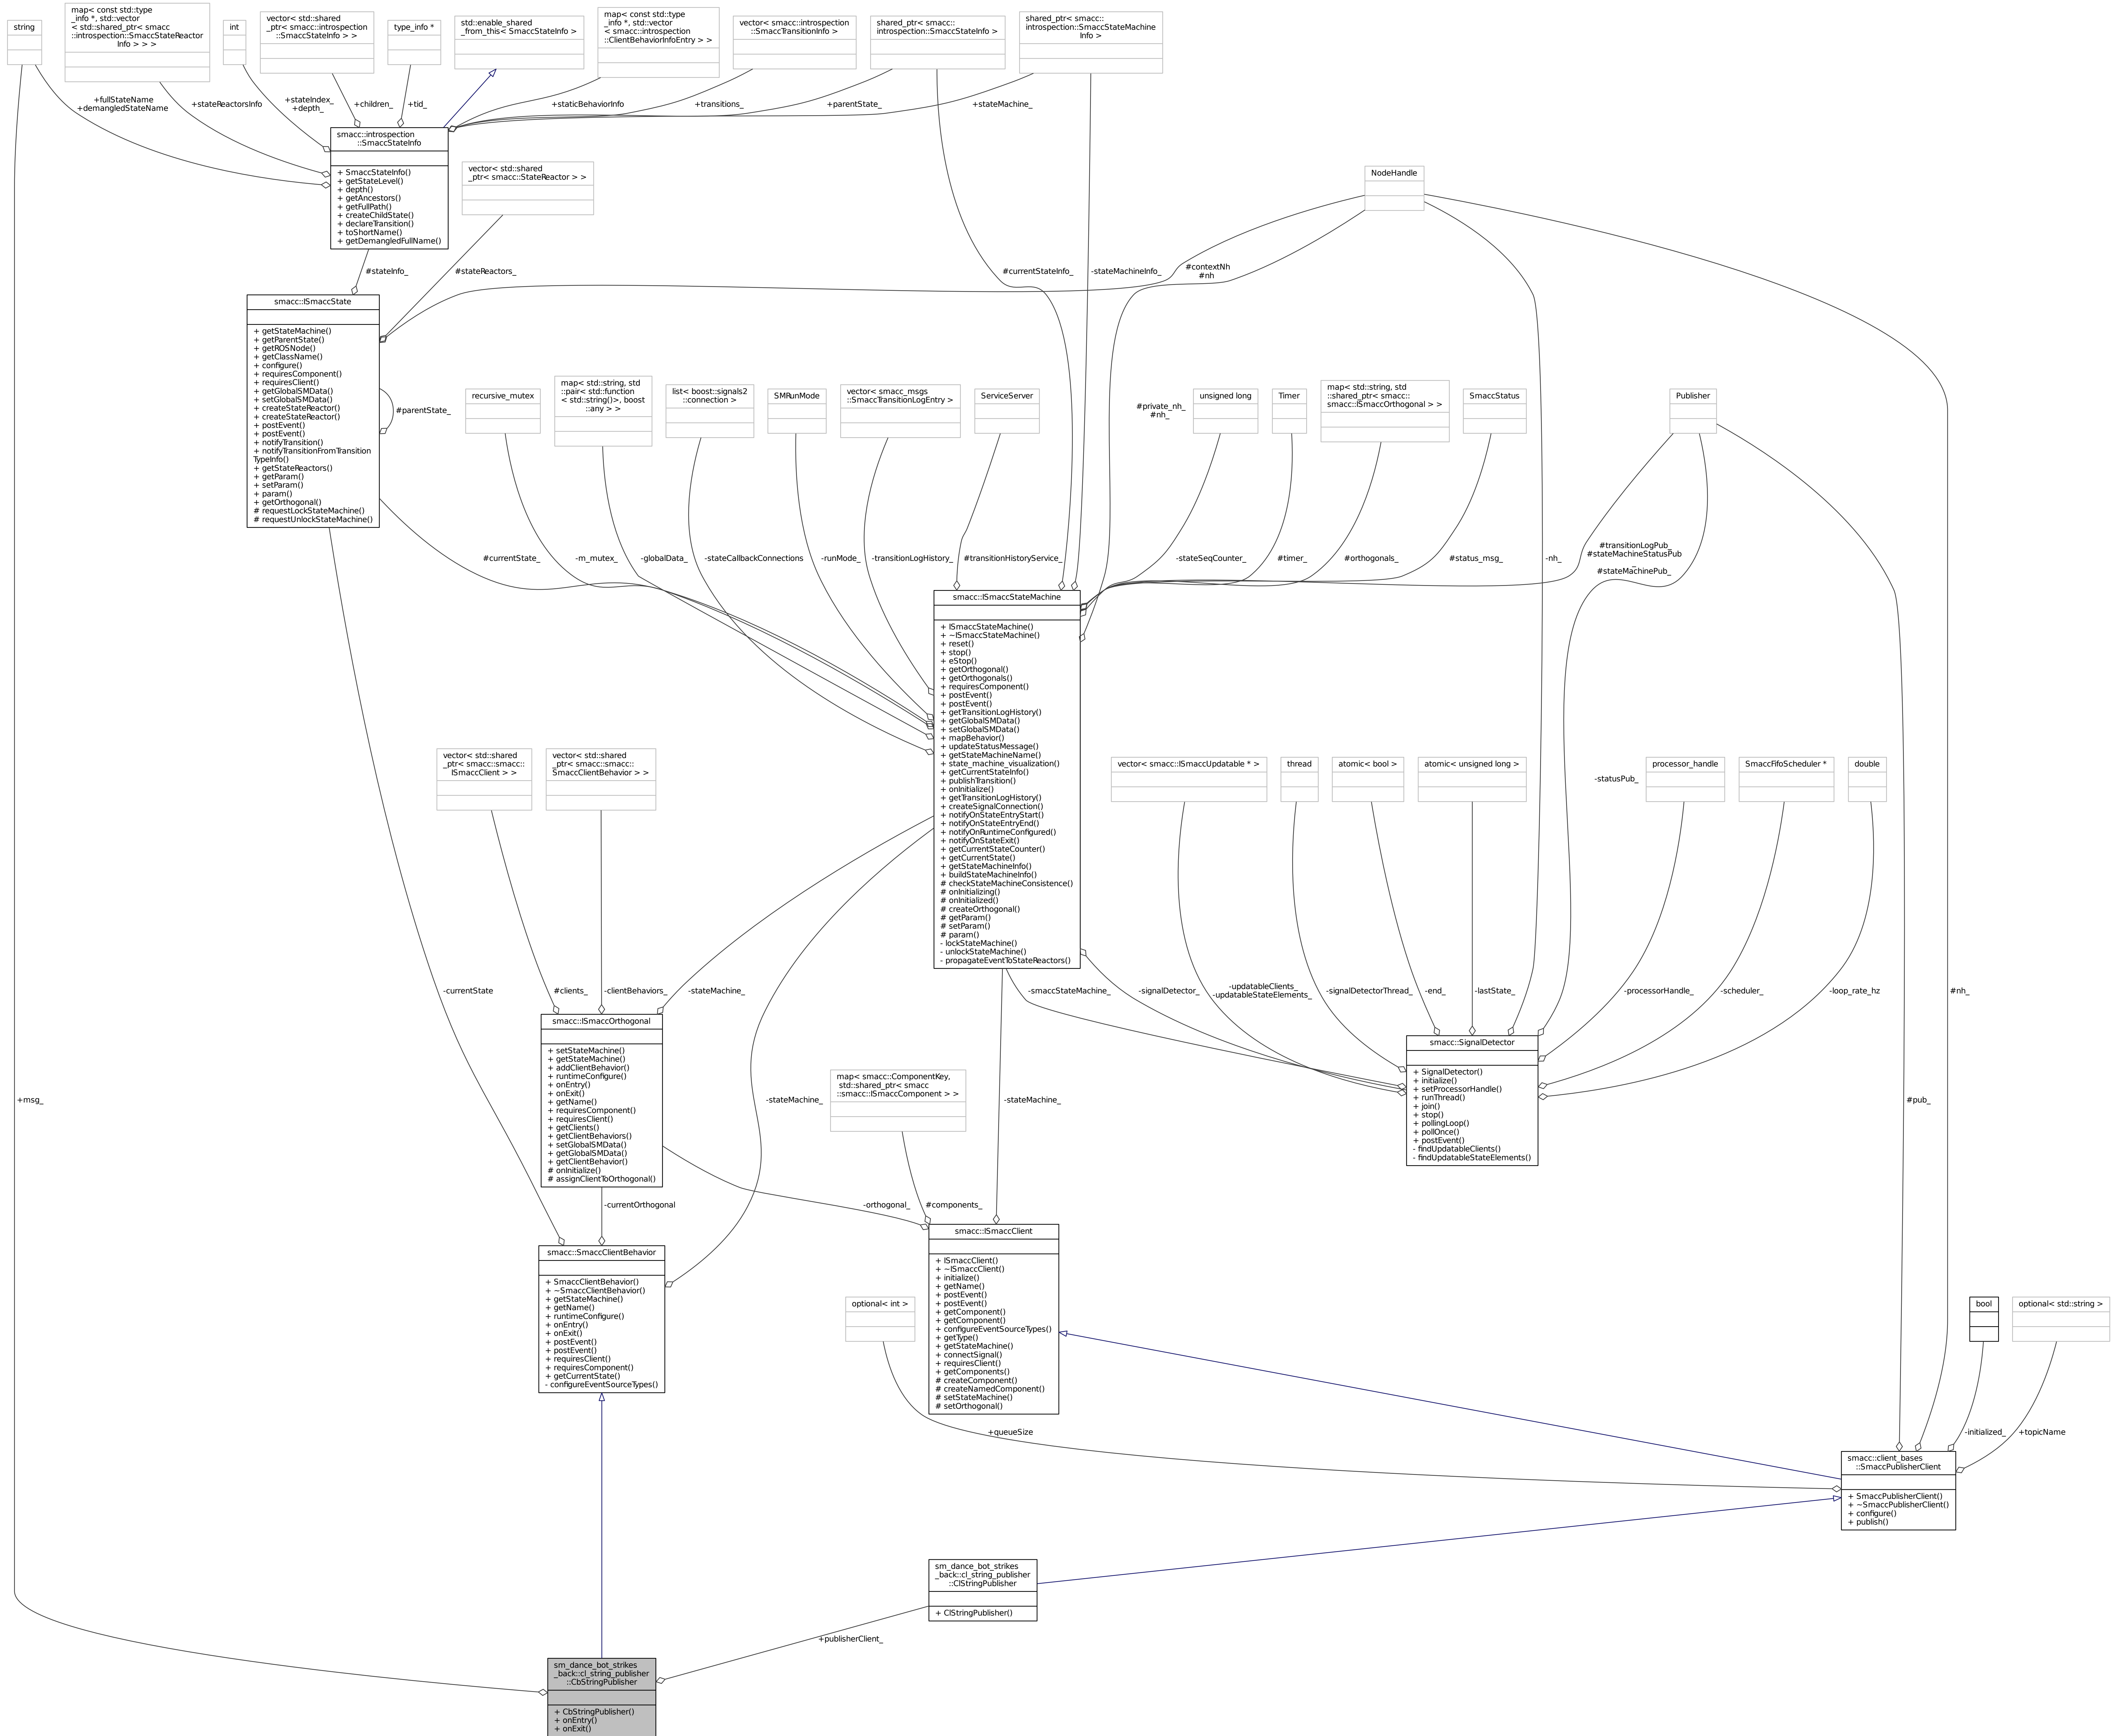 string
map< const std::type
_info *, std::vector
< std::shared_ptr< smacc
::introspection::SmaccStateReactor
Info > > >
int
vector< std::shared
_ptr< smacc::introspection
::SmaccStateInfo > >
type_info *
std::enable_shared
_from_this< SmaccStateInfo >
map< const std::type
_info *, std::vector
< smacc::introspection
::ClientBehaviorInfoEntry > >
vector< smacc::introspection
::SmaccTransitionInfo >
shared_ptr< smacc::
introspection::SmaccStateInfo >
shared_ptr< smacc::
introspection::SmaccStateMachine
Info >
+fullStateName
+demangledStateName
+stateReactorsInfo
+stateIndex_
+depth_
+children_
+tid_
+staticBehaviorInfo
+transitions_
+parentState_
+stateMachine_
smacc::introspection
::SmaccStateInfo
+ SmaccStateInfo()
+ getStateLevel()
+ depth()
+ getAncestors()
+ getFullPath()
+ createChildState()
+ declareTransition()
+ toShortName()
+ getDemangledFullName()
vector< std::shared
_ptr< smacc::StateReactor > >
NodeHandle
#stateInfo_
#stateReactors_
#currentStateInfo_
-stateMachineInfo_
#contextNh
#nh
smacc::ISmaccState
+ getStateMachine()
+ getParentState()
+ getROSNode()
+ getClassName()
+ configure()
+ requiresComponent()
+ requiresClient()
+ getGlobalSMData()
+ setGlobalSMData()
+ createStateReactor()
+ createStateReactor()
+ postEvent()
+ postEvent()
+ notifyTransition()
+ notifyTransitionFromTransition
TypeInfo()
+ getStateReactors()
+ getParam()
+ setParam()
+ param()
+ getOrthogonal()
# requestLockStateMachine()
# requestUnlockStateMachine()
#parentState_
recursive_mutex
map< std::string, std
::pair< std::function
< std::string()>, boost
::any > >
list< boost::signals2
::connection >
SMRunMode
vector< smacc_msgs
::SmaccTransitionLogEntry >
ServiceServer
#private_nh_
#nh_
unsigned long
Timer
map< std::string, std
::shared_ptr< smacc::
smacc::ISmaccOrthogonal > >
SmaccStatus
Publisher
#currentState_
-m_mutex_
-globalData_
-stateCallbackConnections
-runMode_
-transitionLogHistory_
#transitionHistoryService_
-stateSeqCounter_
#timer_
#orthogonals_
#status_msg_
-nh_
#transitionLogPub_
#stateMachineStatusPub
_
#stateMachinePub_
smacc::ISmaccStateMachine
+ ISmaccStateMachine()
+ ~ISmaccStateMachine()
+ reset()
+ stop()
+ eStop()
+ getOrthogonal()
+ getOrthogonals()
+ requiresComponent()
+ postEvent()
+ postEvent()
+ getTransitionLogHistory()
+ getGlobalSMData()
+ setGlobalSMData()
+ mapBehavior()
+ updateStatusMessage()
+ getStateMachineName()
+ state_machine_visualization()
+ getCurrentStateInfo()
+ publishTransition()
+ onInitialize()
+ getTransitionLogHistory()
+ createSignalConnection()
+ notifyOnStateEntryStart()
+ notifyOnStateEntryEnd()
+ notifyOnRuntimeConfigured()
+ notifyOnStateExit()
+ getCurrentStateCounter()
+ getCurrentState()
+ getStateMachineInfo()
+ buildStateMachineInfo()
# checkStateMachineConsistence()
# onInitializing()
# onInitialized()
# createOrthogonal()
# getParam()
# setParam()
# param()
- lockStateMachine()
- unlockStateMachine()
- propagateEventToStateReactors()
vector< std::shared
_ptr< smacc::smacc::
ISmaccClient > >
vector< std::shared
_ptr< smacc::smacc::
SmaccClientBehavior > >
vector< smacc::ISmaccUpdatable * >
thread
atomic< bool >
atomic< unsigned long >
-statusPub_
processor_handle
SmaccFifoScheduler *
double
-currentState
#clients_
-clientBehaviors_
-stateMachine_
-smaccStateMachine_
-signalDetector_
-updatableClients_
-updatableStateElements_
-signalDetectorThread_
-end_
-lastState_
-processorHandle_
-scheduler_
-loop_rate_hz
#nh_
smacc::ISmaccOrthogonal
+ setStateMachine()
+ getStateMachine()
+ addClientBehavior()
+ runtimeConfigure()
+ onEntry()
+ onExit()
+ getName()
+ requiresComponent()
+ requiresClient()
+ getClients()
+ getClientBehaviors()
+ setGlobalSMData()
+ getGlobalSMData()
+ getClientBehavior()
# onInitialize()
# assignClientToOrthogonal()
smacc::SignalDetector
+ SignalDetector()
+ initialize()
+ setProcessorHandle()
+ runThread()
+ join()
+ stop()
+ pollingLoop()
+ pollOnce()
+ postEvent()
- findUpdatableClients()
- findUpdatableStateElements()
map< smacc::ComponentKey,
std::shared_ptr< smacc
::smacc::ISmaccComponent > >
+msg_
-stateMachine_
-stateMachine_
#pub_
-currentOrthogonal
-orthogonal_
#components_
smacc::SmaccClientBehavior
+ SmaccClientBehavior()
+ ~SmaccClientBehavior()
+ getStateMachine()
+ getName()
+ runtimeConfigure()
+ onEntry()
+ onExit()
+ postEvent()
+ postEvent()
+ requiresClient()
+ requiresComponent()
+ getCurrentState()
- configureEventSourceTypes()
smacc::ISmaccClient
+ ISmaccClient()
+ ~ISmaccClient()
+ initialize()
+ getName()
+ postEvent()
+ postEvent()
+ getComponent()
+ getComponent()
+ configureEventSourceTypes()
+ getType()
+ getStateMachine()
+ connectSignal()
+ requiresClient()
+ getComponents()
# createComponent()
# createNamedComponent()
# setStateMachine()
# setOrthogonal()
optional< int >
bool
optional< std::string >
+queueSize
-initialized_
+topicName
smacc::client_bases
::SmaccPublisherClient
+ SmaccPublisherClient()
+ ~SmaccPublisherClient()
+ configure()
+ publish()
sm_dance_bot_strikes
_back::cl_string_publisher
::ClStringPublisher
+ ClStringPublisher()
+publisherClient_
sm_dance_bot_strikes
_back::cl_string_publisher
::CbStringPublisher
+ CbStringPublisher()
+ onEntry()
+ onExit()